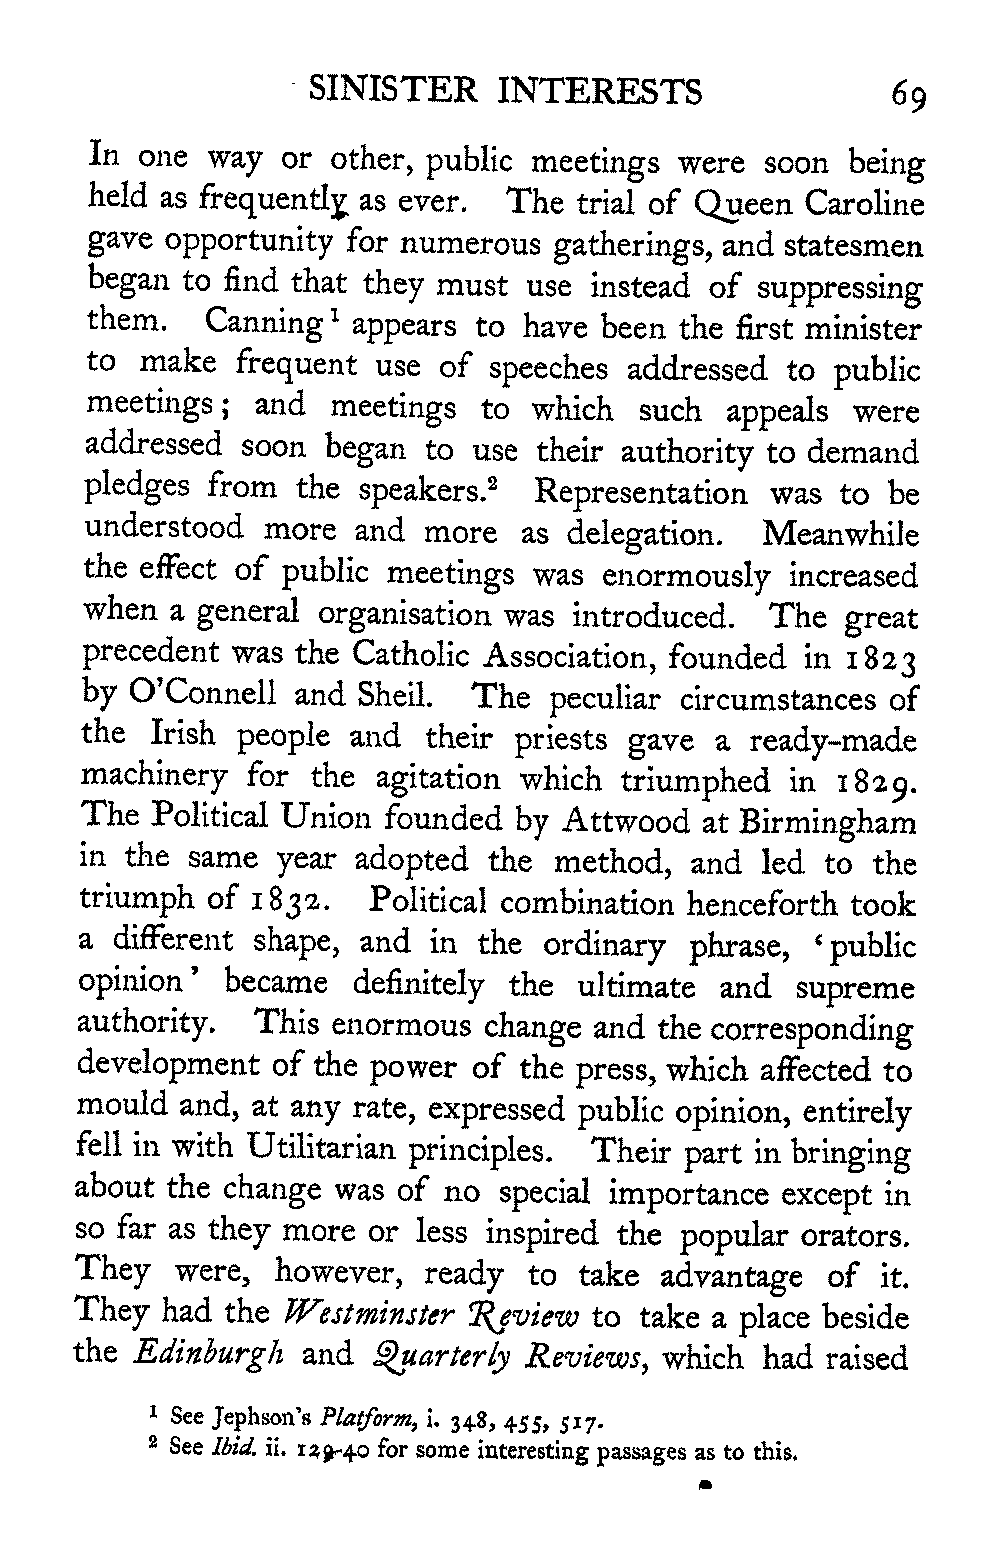 SINISTER INTERESTS 69
In one way or other, public meetings were soon being
held as frequently as ever. The trial of Queen Caroline
gave opportunity for numerous gatherings, and statesmen
began to find that they must use instead of suppressing
them. Canning¹ appears to have been the first minister
to make frequent use of speeches addressed to public
meetings; and meetings to which such appeals were
addressed soon began to use their authority to demand
pledges from the speakers.² Representation was to be
understood more and more as delegation. Meanwhile
the effect of public meetings was enormously increased
when a general organisation was introduced. The great
precedent was the Catholic Association, founded in 1823
by O'Connell and Sheil. The peculiar circumstances of
the Irish people and their priests gave a ready-made
machinery for the agitation which triumphed in 1829.
The Political Union founded by Attwood at Birmingham
in the same year adopted the method, and led to the
triumph of 1832. Political combination henceforth took
a different shape, and in the ordinary phrase, ‘public
opinion’ became definitely the ultimate and supreme
authority. This enormous change and the corresponding
development of the power of the press, which affected to
mould and, at any rate, expressed public opinion, entirely
fell in with Utilitarian principles. Their part in bringing
about the change was of no special importance except in
so far as they more or less inspired the popular orators.
They were, however, ready to take advantage of it.
They had the Westminster Review to take a place beside
the Edinburgh and Quarterly Reviews, which had raised
¹ See Jephson's Platform, i. 348, 455, 517.
² See Ibid. ii. 129-40 for some interesting passages as to this.